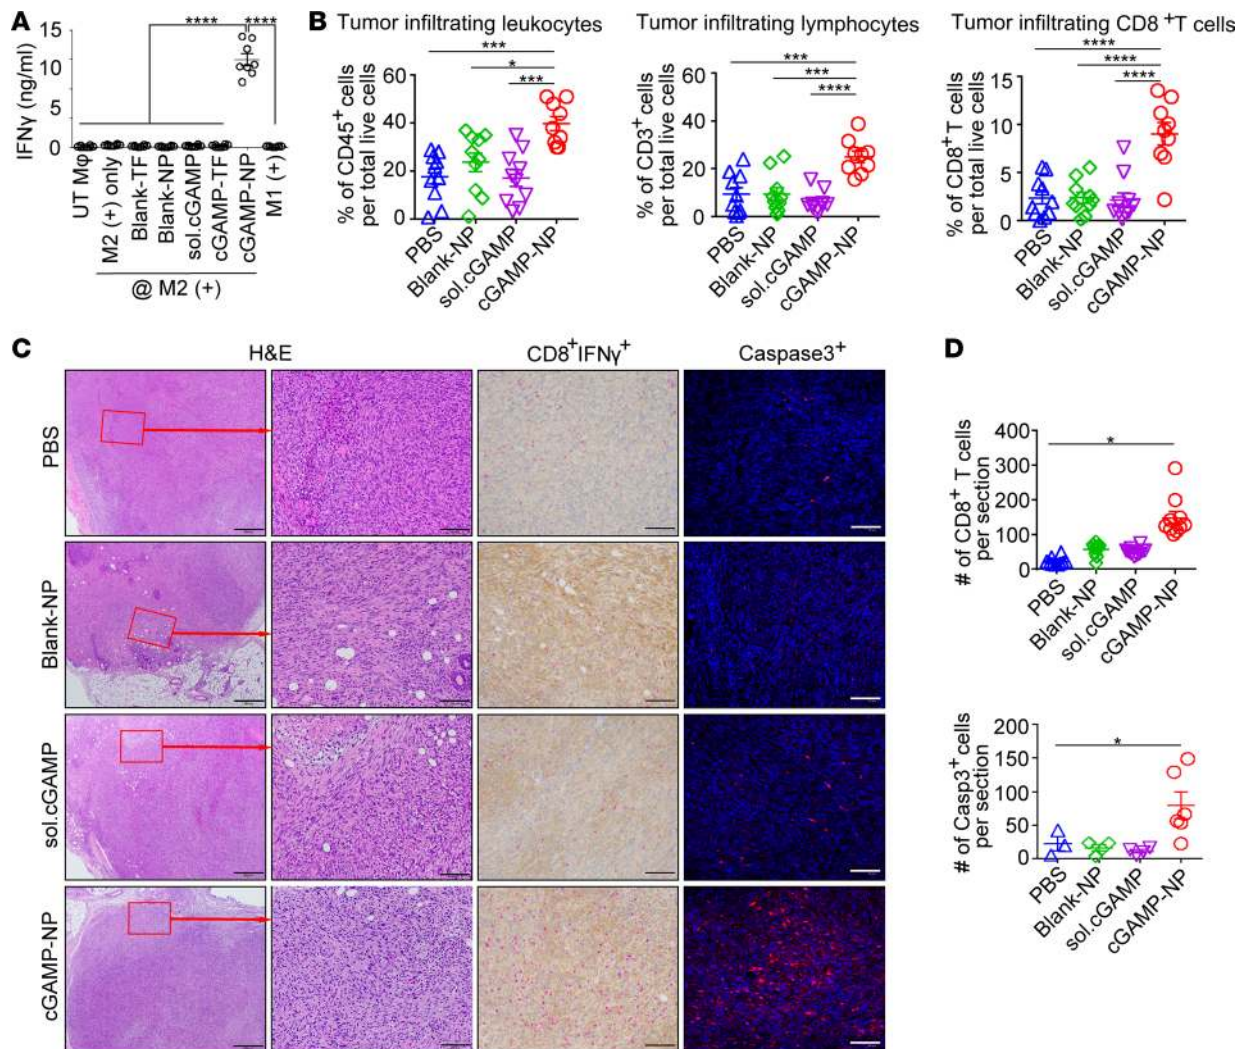 A
IFNγ (ng/ml)
15
10
5
0
****
****
UT Mφ
M2 (+) only
Blank-TF
Blank-NP
sol.cGAMP
cGAMP-TF
cGAMP-NP
M1 (+)
@ M2 (+)
B
Tumor infiltrating leukocytes
% of CD45+ cells
per total live cells
60
40
20
0
***
*
***
PBS
Blank-NP
sol.cGAMP
cGAMP-NP
Tumor infiltrating lymphocytes
% of CD3+ cells
per total live cells
60
40
20
0
***
***
****
PBS
Blank-NP
sol.cGAMP
cGAMP-NP
Tumor infiltrating CD8 +T cells
% of CD8+T cells
per total live cells
15
10
5
0
****
****
****
PBS
Blank-NP
sol.cGAMP
cGAMP-NP
C
H&E
CD8+IFNγ+
Caspase3+
PBS
Blank-NP
sol.cGAMP
cGAMP-NP
D
# of CD8+ T cells
per section
400
300
200
100
0
*
PBS
Blank-NP
sol.cGAMP
cGAMP-NP
# of Casp3+ cells
per section
200
150
100
50
0
*
PBS
Blank-NP
sol.cGAMP
cGAMP-NP